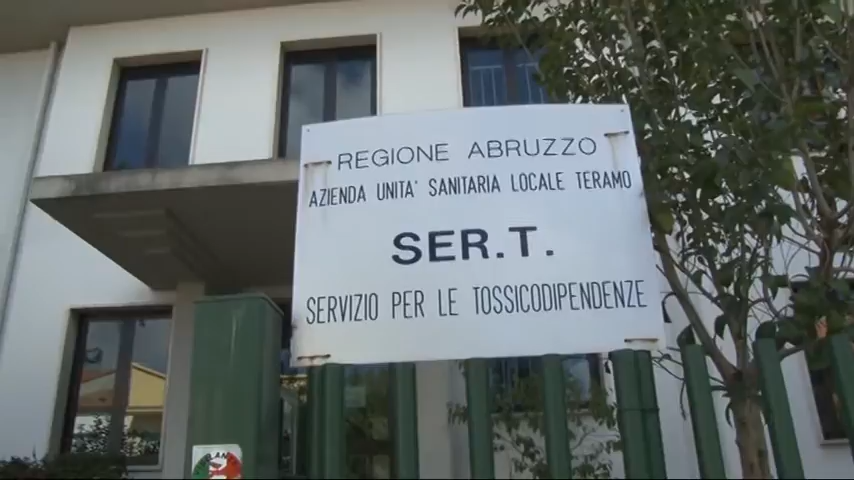 REGIONE ABRUZZO
AZIENDA UNITA' SANITARIA LOCALE TERAMO
SER.T.
SERVIZIO PER LE TOSSICODIPENDENZE